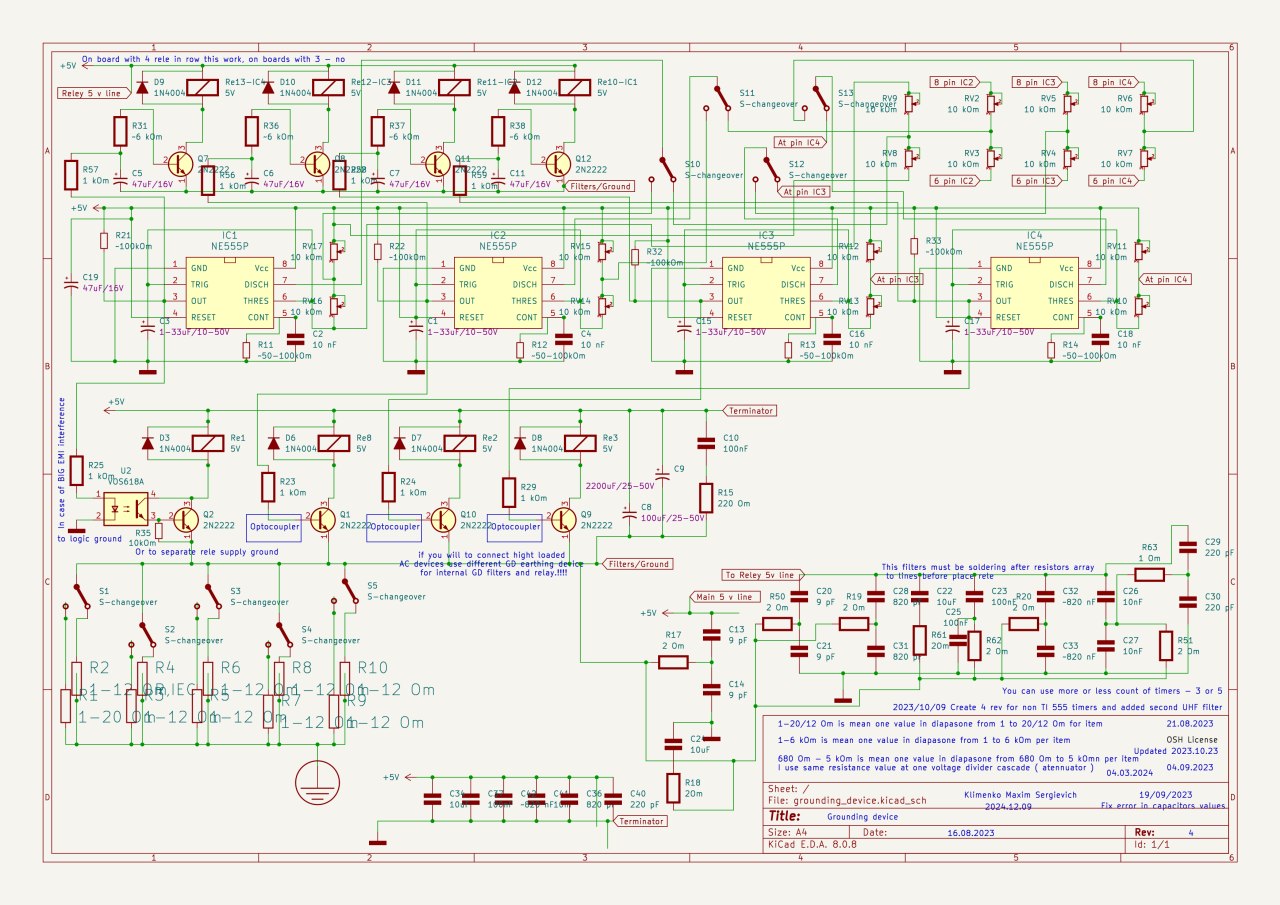 On board with 4 rele in row this work, on boards with 3 - no
+5V
Reley 5 v line
D9
1N4004
Re13-IC4
5V
D10
1N4004
Re12-IC3
5V
D11
1N4004
Re11-IC2
5V
D12
1N4004
Re10-IC1
5V
R31
~6 kOm
R36
~6 kOm
R37
~6 kOm
R38
~6 kOm
R57
1 kOm
C5
47uF/16V
Q7
2N2222
R56
1 kOm
C6
47uF/16V
Q8
2N2222
1 kOm
C7
47uF/16V
Q11
2N2222
R59
1 kOm
C11
47uF/16V
Q12
2N2222
Filters/Ground
S11
S-changeover
S13
S-changeover
S10
S-changeover
S12
S-changeover
At pin IC4
At pin IC3
8 pin IC2
8 pin IC3
8 pin IC4
RV9
10 kOm
RV2
10 kOm
RV5
10 kOm
RV6
10 kOm
RV8
10 kOm
RV3
10 kOm
RV4
10 kOm
RV7
10 kOm
6 pin IC2
6 pin IC3
6 pin IC4
+5V
R21
~100kOm
C19
47uF/16V
IC1
NE555P
GND
TRIG
OUT
RESET
Vcc
DISCH
THRES
CONT
RV17
10 kOm
RV16
10 kOm
C3
1-33uF/10-50V
R11
~50-100kOm
C2
10 nF
R22
~100kOm
IC2
NE555P
GND
TRIG
OUT
RESET
Vcc
DISCH
THRES
CONT
RV15
10 kOm
RV14
10 kOm
C1
1-33uF/10-50V
R12
~50-100kOm
C4
10 nF
R32
~100kOm
IC3
NE555P
GND
TRIG
OUT
RESET
Vcc
DISCH
THRES
CONT
RV12
10 kOm
RV13
10 kOm
At pin IC3
C15
1-33uF/10-50V
R13
~50-100kOm
C16
10 nF
R33
~100kOm
IC4
NE555P
GND
TRIG
OUT
RESET
Vcc
DISCH
THRES
CONT
RV11
10 kOm
RV10
10 kOm
At pin IC4
C17
1-33uF/10-50V
R14
~50-100kOm
C18
10 nF
In case of BIG EMI interference
+5V
Terminator
D3
1N4004
Re1
5V
D6
1N4004
Re8
5V
D7
1N4004
Re2
5V
D8
1N4004
Re3
5V
C10
100nF
R25
1 kOm
U2
VOS618A
R23
1 kOm
R24
1 kOm
R29
1 kOm
C9
2200uF/25-50V
C8
100uF/25-50V
R15
220 Om
Q2
2N2222
R35
10kOm
Optocoupler
Q1
2N2222
Optocoupler
Q10
2N2222
Optocoupler
Q9
2N2222
to logic ground
Or to separate rele supply ground
if you will to connect hight loaded
AC devices use different GD earthing device
for internal GD filters and relay.!!!!
Filters/Ground
S1
S-changeover
S3
S-changeover
S5
S-changeover
S2
S-changeover
S4
S-changeover
R2
R4
R6
R8
R10
1-12 Om
R1
R3
R5
R7
R9
1-20 Om
1-12 Om
1-12 Om
1-12 Om
1-12 Om
To Relay 5v line
Main 5 v line
+5V
R17
2 Om
C13
9 pF
C14
9 pF
10uF
R18
2Om
This filters must be soldering after resistors array
to lines before place rele
R50
2 Om
C20
9 pF
C21
9 pF
R19
2 Om
C28
820 pF
C31
820 pF
C22
10uF
R61
2Om
C25
100nF
C23
100nF
R62
2 Om
R20
2 Om
C32
~820 nF
C33
~820 nF
C26
10nF
C27
10nF
R63
1 Om
R51
2 Om
C29
220 pF
C30
220 pF
+5V
C34
10uF
C37
C36
820 pF
C40
220 pF
Terminator
You can use more or less count of timers - 3 or 5
2023/10/09 Create 4 rev for non TI 555 timers and added second UHF filter
1-20/12 Om is mean one value in diapasone from 1 to 20/12 Om for item
21.08.2023
1-6 kOm is mean one value in diapasone from 1 to 6 kOm per item
OSH License
Updated 2023.10.23
680 Om - 5 kOm is mean one value in diapasone from 680 Om to 5 kOmn per item
I use same resistance value at one voltage divider cascade ( atennuator )
04.03.2024
04.09.2023
Sheet: /
File: grounding_device.kicad_sch
Klimenko Maxim Sergievich
2024.12.09
19/09/2023
Fix error in capacitors values
Title:
Grounding device
Size: A4
Date:
16.08.2023
Rev:
4
KiCad E.D.A. 8.0.8
Id: 1/1